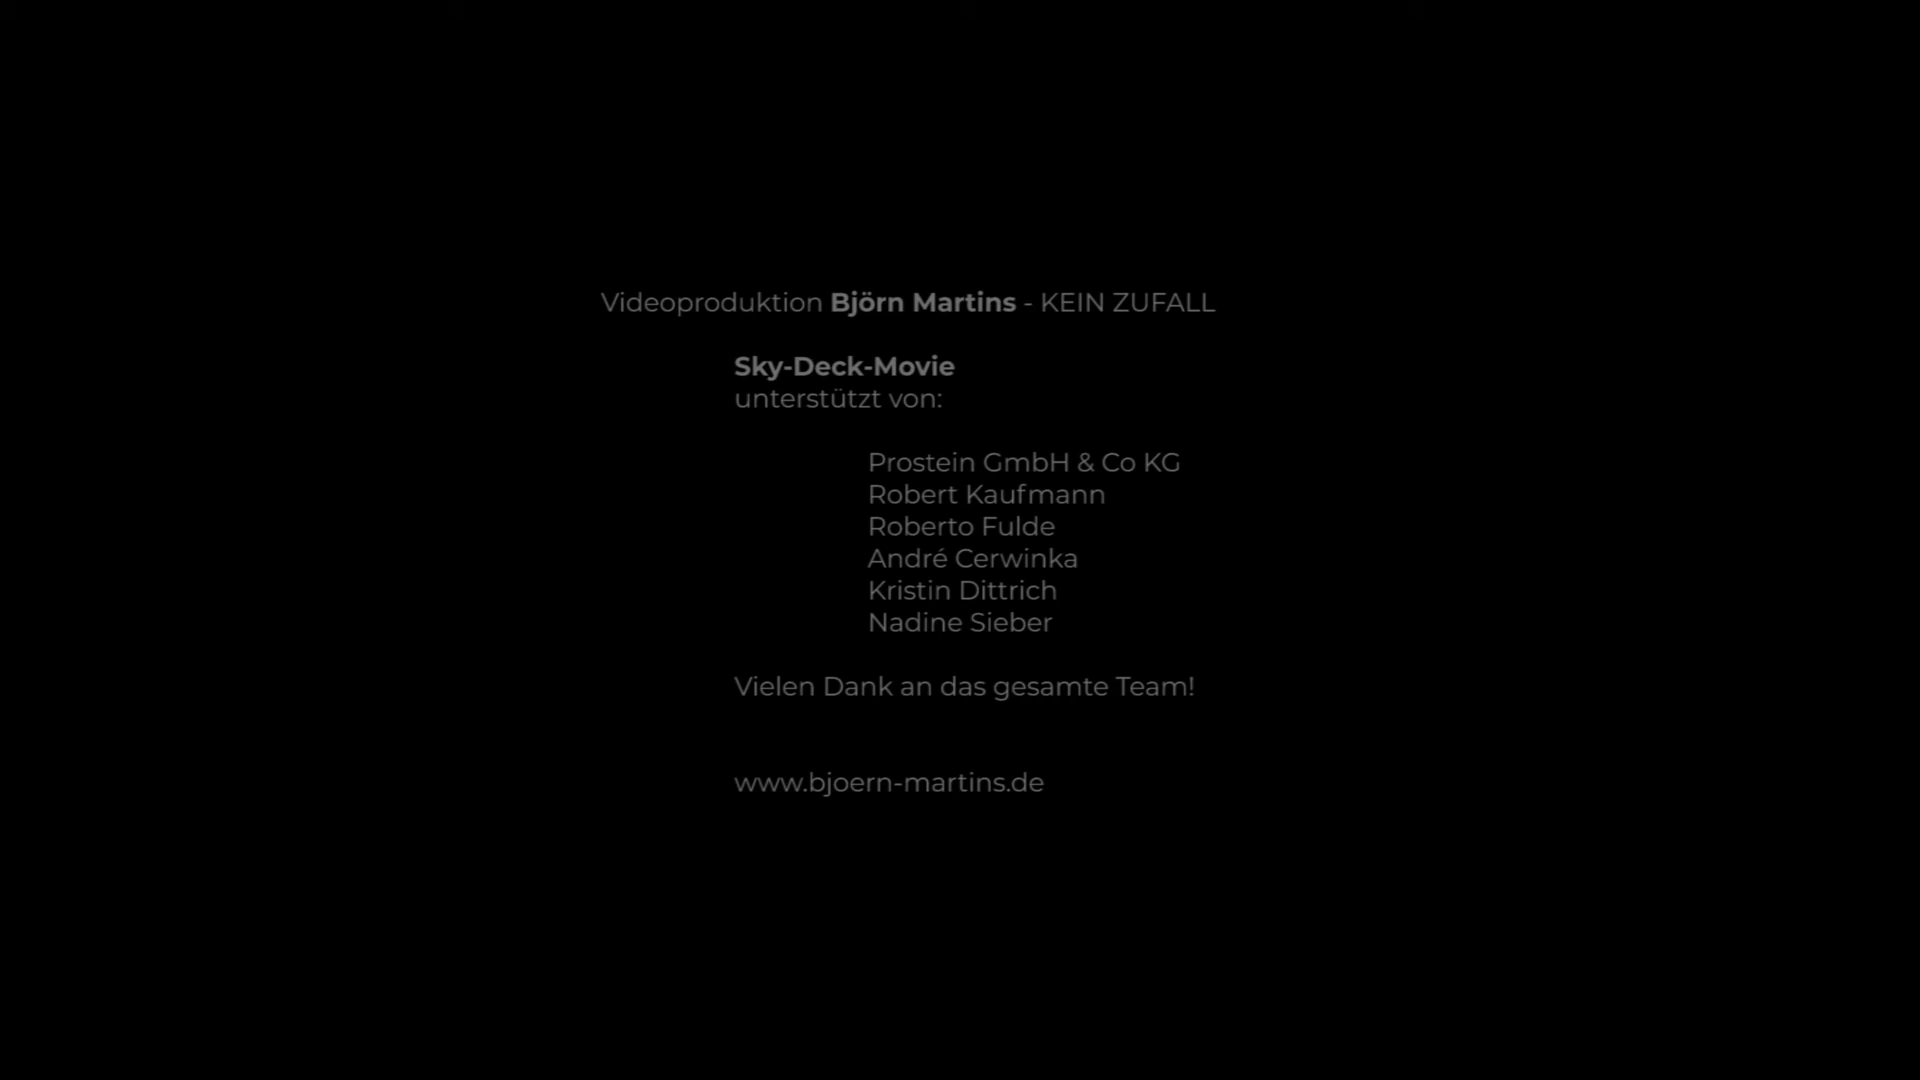 Videoproduktion Björn Martins - KEIN ZUFALL
Sky-Deck-Movie
unterstützt von:
Prostein GmbH & Co KG
Robert Kaufmann
Roberto Fulde
André Cerwinka
Kristin Dittrich
Nadine Sieber
Vielen Dank an das gesamte Team!
www.bjoern-martins.de